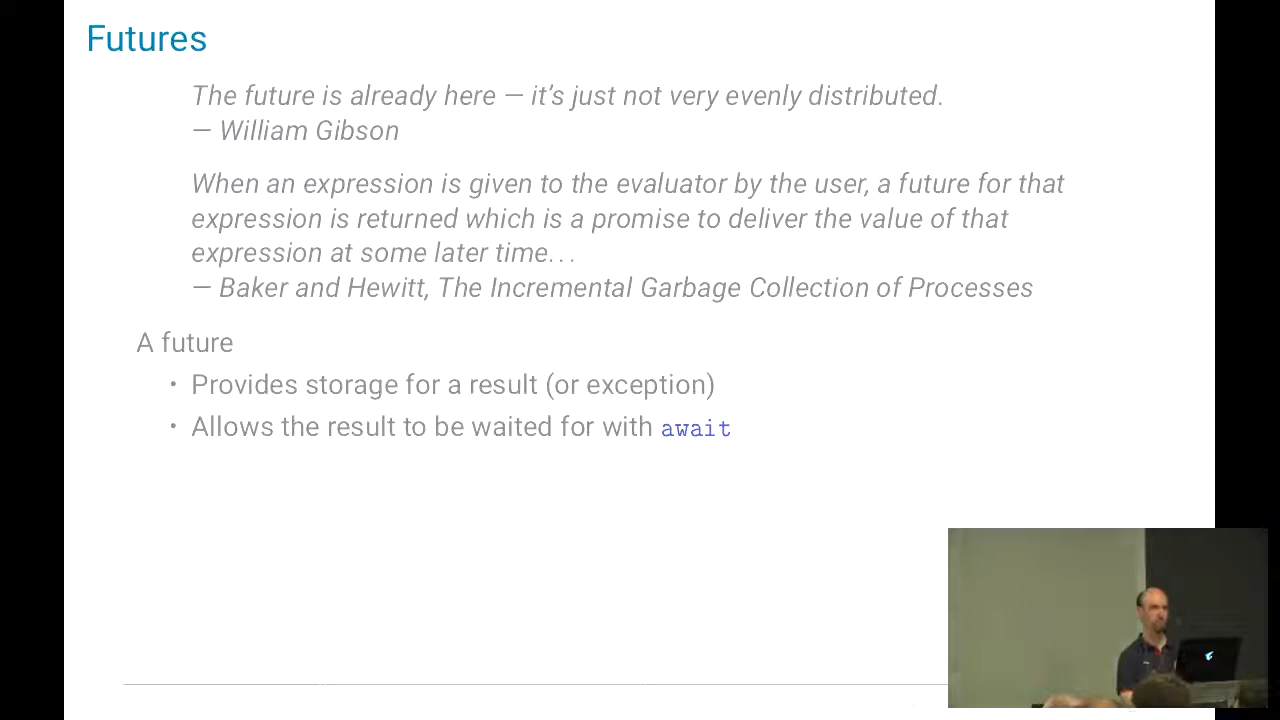 Futures
The future is already here — it's just not very evenly distributed.
— William Gibson
When an expression is given to the evaluator by the user, a future for that
expression is returned which is a promise to deliver the value of that
expression at some later time. . .
— Baker and Hewitt, The Incremental Garbage Collection of Processes
A future
• Provides storage for a result (or exception)
• Allows the result to be waited for with await